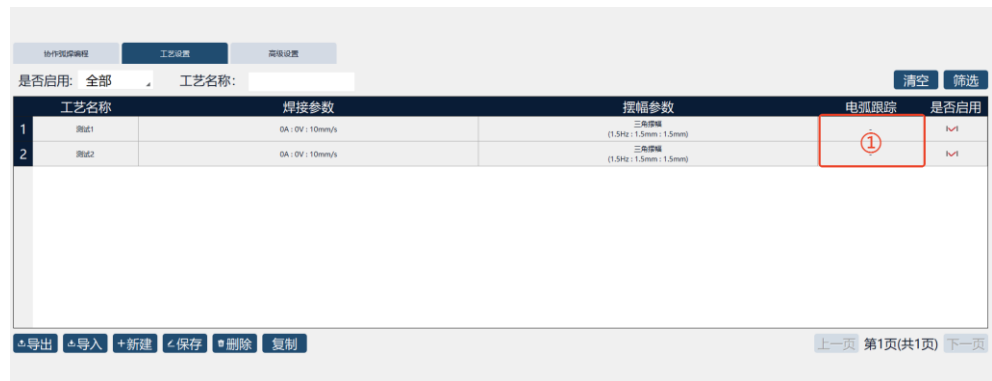 协作弧焊编程 工艺设置 高级设置
是否启用: 全部 工艺名称: 清空 筛选
工艺名称 焊接参数 摆幅参数 电弧跟踪 是否启用
1 测试1 0A : 0V : 10mm/s 三角摆幅 (1.5Hz : 1.5mm : 1.5mm)
①
2 测试2 0A : 0V : 10mm/s 三角摆幅 (1.5Hz : 1.5mm : 1.5mm)
导出 导入 +新建 保存 删除 复制 上一页 第1页(共1页) 下一页